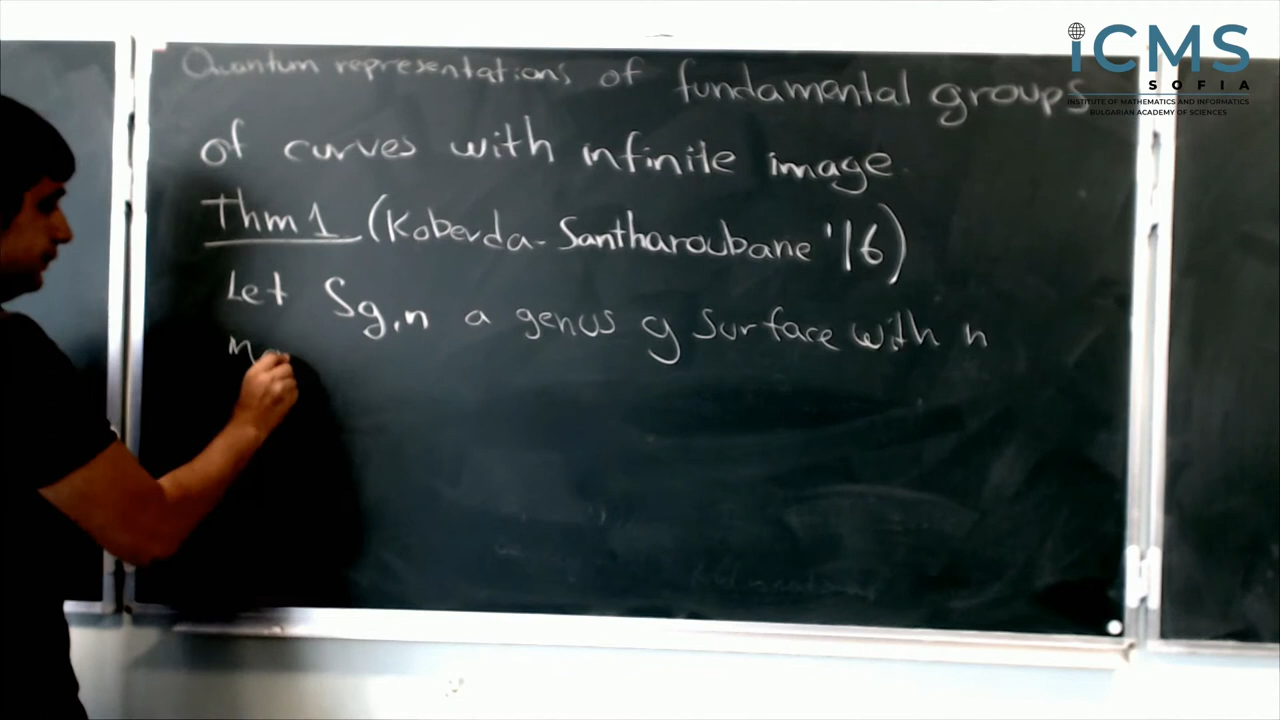 Quantum representations of fundamental groups
of curves with infinite image.
Thm 1 (Koberda-Santharoubane '16)
Let Sg,n a genus g surface with n
iCMS
SOFIA
INSTITUTE OF MATHEMATICS AND INFORMATICS
BULGARIAN ACADEMY OF SCIENCES